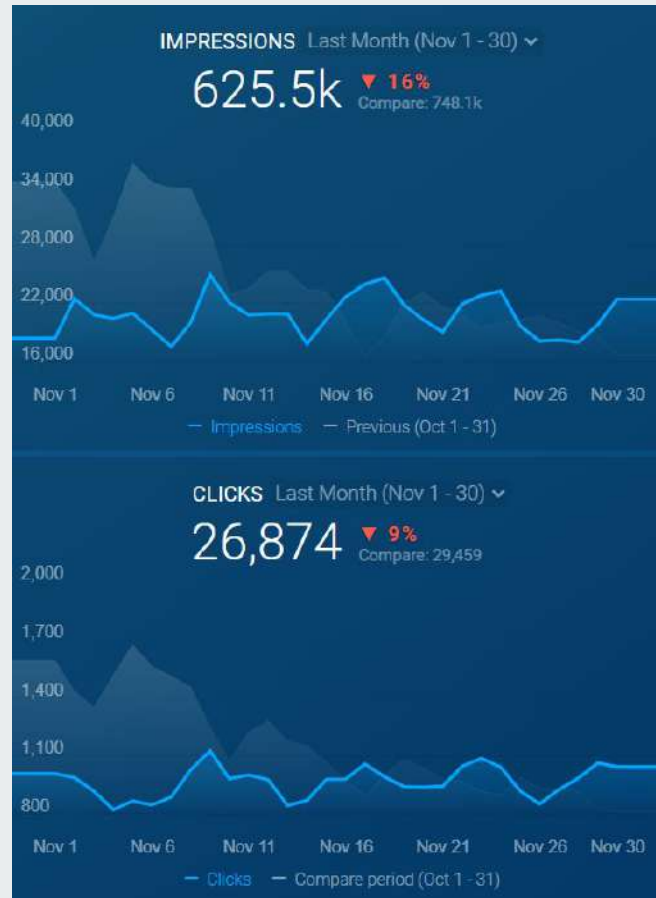 IMPRESSIONS Last Month (Nov 1 - 30)
625.5k ▼ 16%
Compare: 748.1k
40,000
34,000
28,000
22,000
16,000
Nov 1 Nov 6 Nov 11 Nov 16 Nov 21 Nov 26 Nov 30
Impressions Previous (Oct 1 - 31)
CLICKS Last Month (Nov 1 - 30)
26,874 ▼ 9%
Compare: 29,459
2,000
1,700
1,400
1,100
800
Nov 1 Nov 6 Nov 11 Nov 16 Nov 21 Nov 26 Nov 30
Clicks Compare period (Oct 1 - 31)